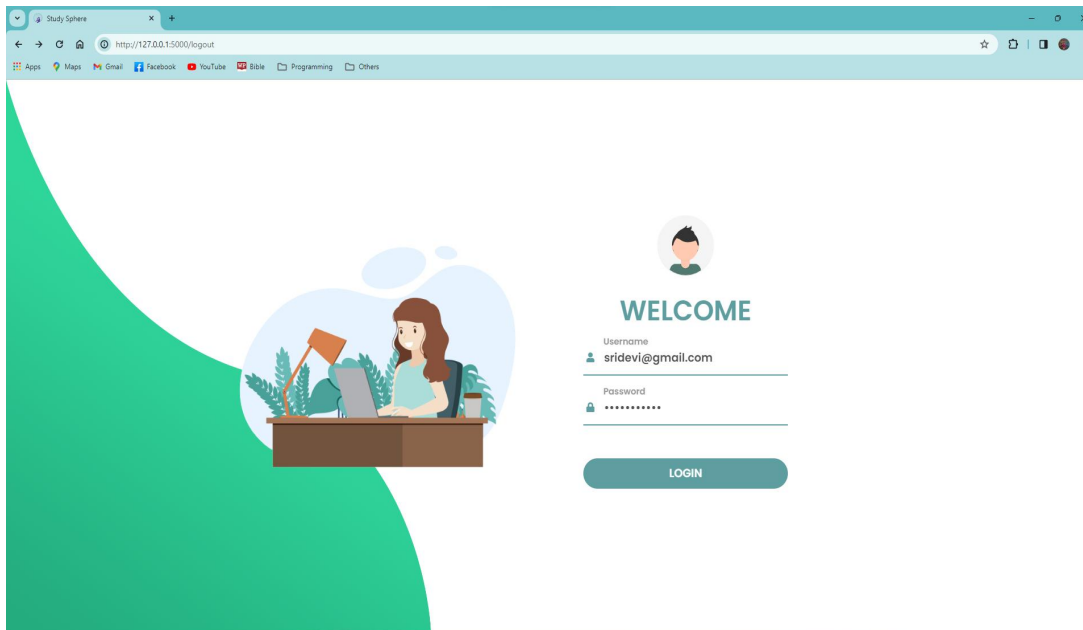 Study Sphere
http://127.0.0.1:5000/logout
Apps Maps Gmail Facebook YouTube Bible Programming Others
WELCOME
Username
sridevi@gmail.com
Password
•••••••••••
LOGIN